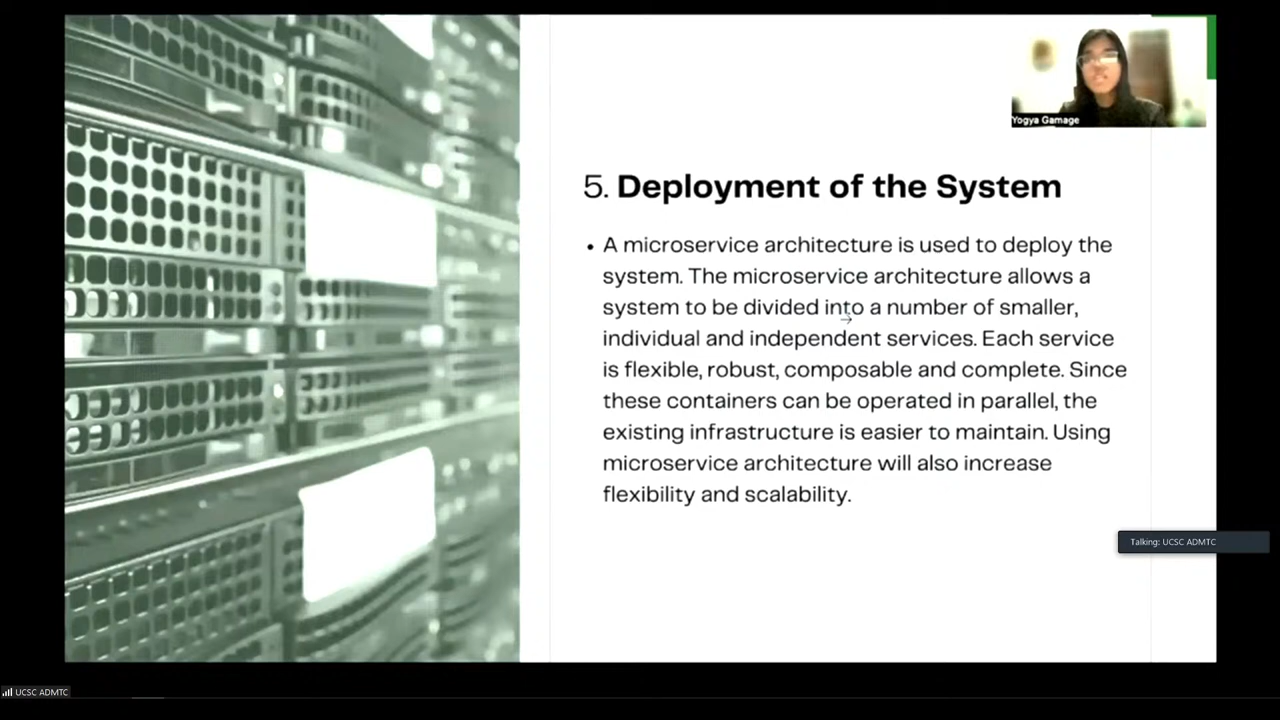 Yogya Gamage
5. Deployment of the System
• A microservice architecture is used to deploy the
system. The microservice architecture allows a
system to be divided into a number of smaller,
individual and independent services. Each service
is flexible, robust, composable and complete. Since
these containers can be operated in parallel, the
existing infrastructure is easier to maintain. Using
microservice architecture will also increase
flexibility and scalability.
Talking: UCSC ADMTC
UCSC ADMTC